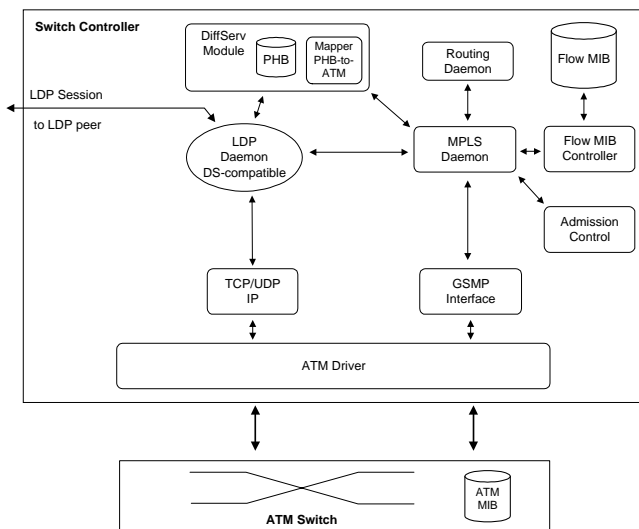 Switch Controller
DiffServ
Module
PHB
Mapper
PHB-to-
ATM
Routing
Daemon
Flow MIB
LDP Session
to LDP peer
LDP
Daemon
DS-compatible
MPLS
Daemon
Flow MIB
Controller
Admission
Control
TCP/UDP
IP
GSMP
Interface
ATM Driver
ATM
MIB
ATM Switch